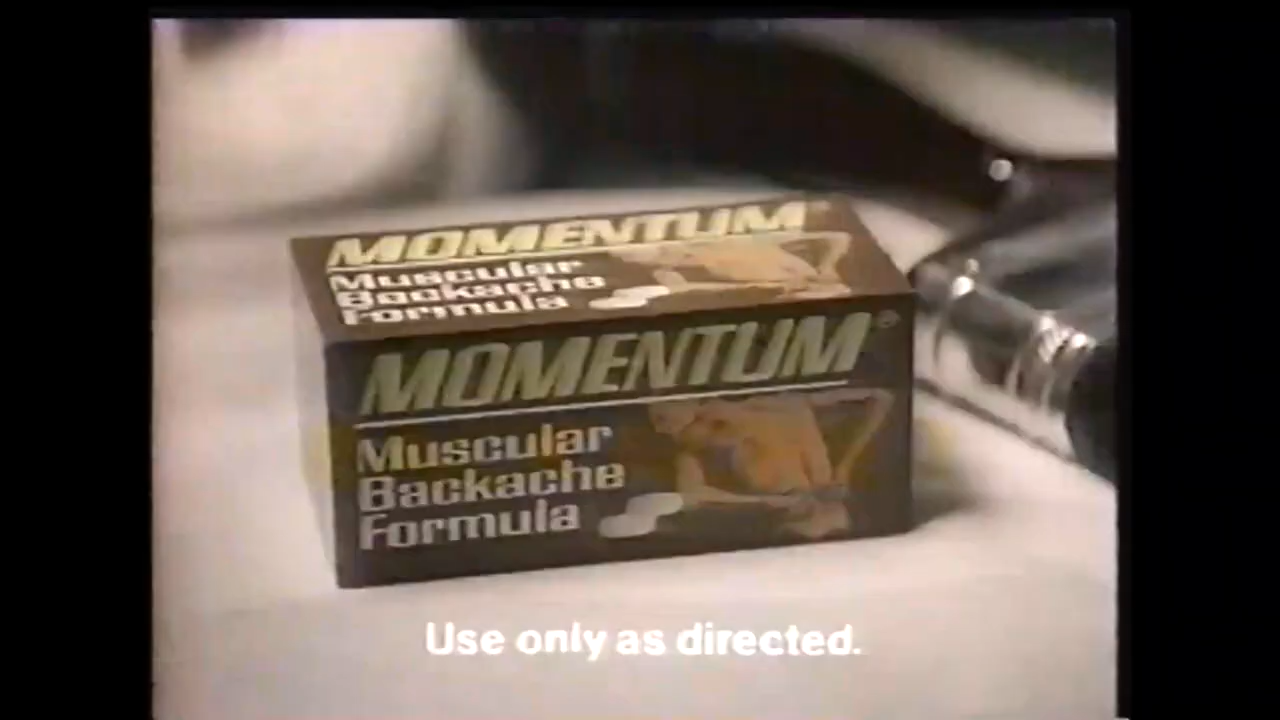 MOMENTUM®
Muscular
Backache
Formula
MOMENTUM®
Muscular
Backache
Formula
Use only as directed.